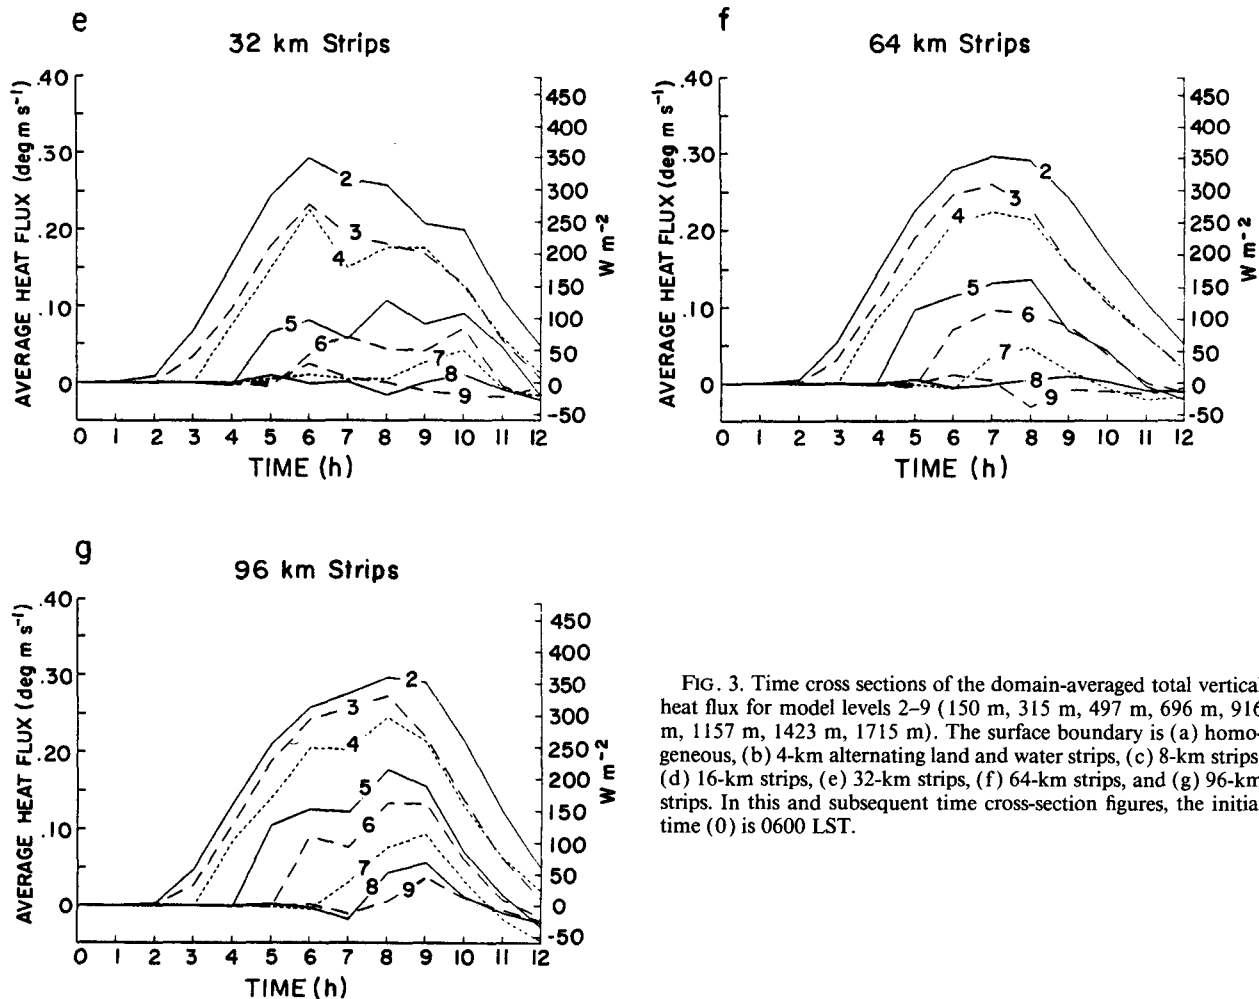 e
32 km Strips
.40
.30
.20
.10
0
AVERAGE HEAT FLUX (deg m s⁻¹)
450
400
350
300
250
200
150
100
50
0
-50
W m⁻²
2
3
4
5
6
7
8
9
0 1 2 3 4 5 6 7 8 9 10 11 12
TIME (h)
f
64 km Strips
.40
.30
.20
.10
0
AVERAGE HEAT FLUX (deg m s⁻¹)
450
400
350
300
250
200
150
100
50
0
-50
W m⁻²
2
3
4
5
6
7
8
9
0 1 2 3 4 5 6 7 8 9 10 11 12
TIME (h)
g
96 km Strips
.40
.30
.20
.10
0
AVERAGE HEAT FLUX (deg m s⁻¹)
450
400
350
300
250
200
150
100
50
0
-50
W m⁻²
2
3
4
5
6
7
8
9
0 1 2 3 4 5 6 7 8 9 10 11 12
TIME (h)
FIG. 3. Time cross sections of the domain-averaged total vertical
heat flux for model levels 2–9 (150 m, 315 m, 497 m, 696 m, 916
m, 1157 m, 1423 m, 1715 m). The surface boundary is (a) homo-
geneous, (b) 4-km alternating land and water strips, (c) 8-km strips
(d) 16-km strips, (e) 32-km strips, (f) 64-km strips, and (g) 96-km
strips. In this and subsequent time cross-section figures, the initia
time (0) is 0600 LST.